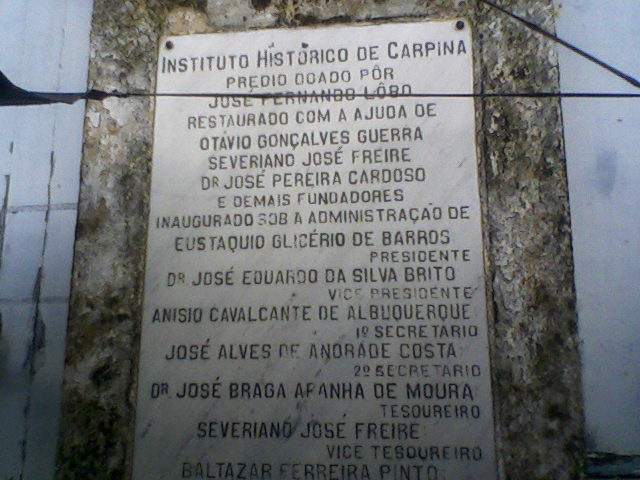 INSTITUTO HISTÓRICO DE CARPINA
PREDIO DOADO PÔR
JOSÉ FERNANDO LÔBO
RESTAURADO COM A AJUDA DE
OTÁVIO GONÇALVES GUERRA
SEVERIANO JOSÉ FREIRE
DR JOSÉ PEREIRA CARDOSO
E DEMAIS FUNDADORES
INAUGURADO SOB A ADMINISTRAÇÃO DE
EUSTAQUIO GLICÉRIO DE BARROS
PRESIDENTE
DR. JOSÉ EDUARDO DA SILVA BRITO
VICE PRESIDENTE
ANISIO CAVALCANTE DE ALBUQUERQUE
1º SECRETARIO
JOSÉ ALVES DE ANDRADE COSTA
2º SECRETARIO
DR. JOSÉ BRAGA ARANHA DE MOURA
TESOUREIRO
SEVERIANO JOSÉ FREIRE
VICE TESOUREIRO
BALTAZAR FERREIRA PINTO